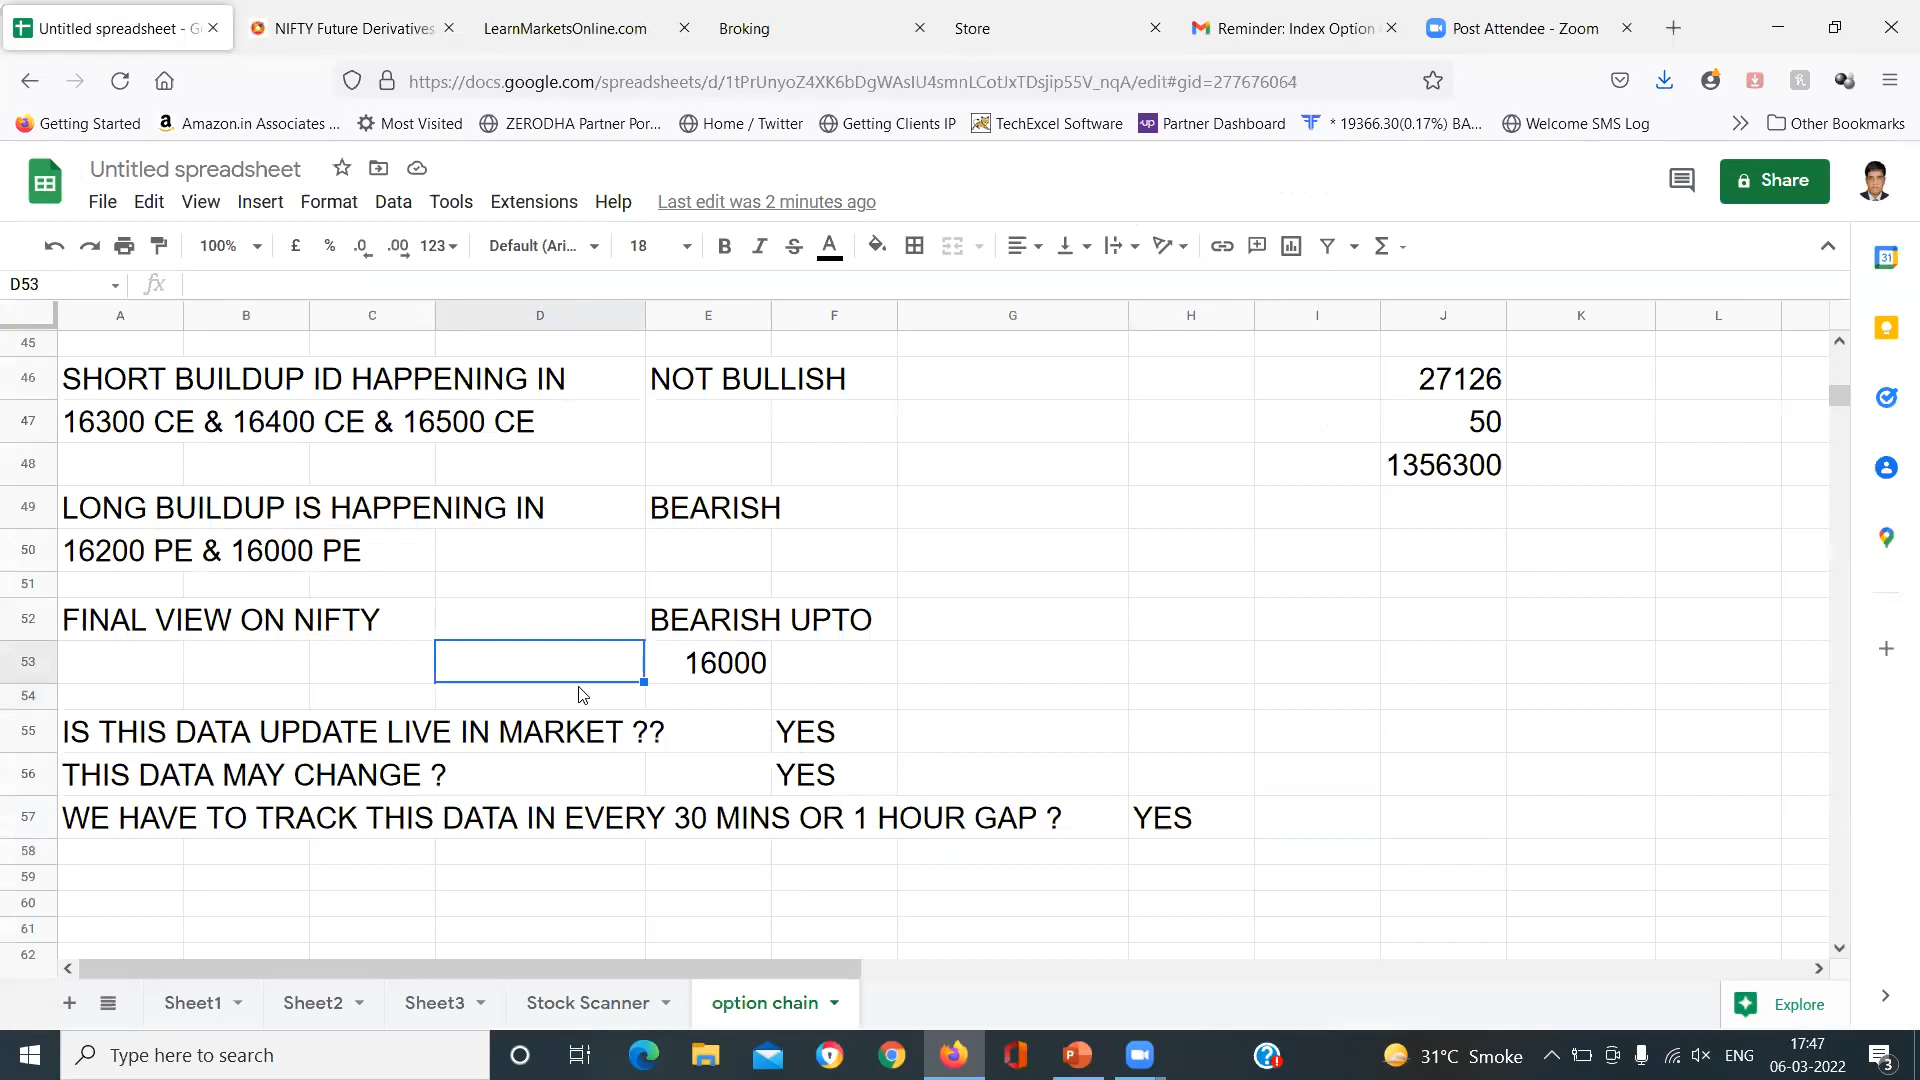 Untitled spreadsheet - G
NIFTY Future Derivatives
LearnMarketsOnline.com
Broking
Store
Reminder: Index Option
Post Attendee - Zoom
https://docs.google.com/spreadsheets/d/1tPrUnyoZ4XK6bDgWAsIU4smnLCotUxTDsjip55V_nqA/edit#gid=277676064
Getting Started
Amazon.in Associates ...
Most Visited
ZERODHA Partner Por...
Home / Twitter
Getting Clients IP
TechExcel Software
Partner Dashboard
* 19366.30(0.17%) BA...
Welcome SMS Log
Other Bookmarks
Untitled spreadsheet
File Edit View Insert Format Data Tools Extensions Help Last edit was 2 minutes ago
Share
100% £ % .0 .00 123 Default (Ari... 18 B I S A
D53 fx
A B C D E F G H I J K L
45
46 SHORT BUILDUP ID HAPPENING IN NOT BULLISH 27126
47 16300 CE & 16400 CE & 16500 CE 50
48 1356300
49 LONG BUILDUP IS HAPPENING IN BEARISH
50 16200 PE & 16000 PE
51
52 FINAL VIEW ON NIFTY BEARISH UPTO
53 16000
54
55 IS THIS DATA UPDATE LIVE IN MARKET ?? YES
56 THIS DATA MAY CHANGE ? YES
57 WE HAVE TO TRACK THIS DATA IN EVERY 30 MINS OR 1 HOUR GAP ? YES
58
59
60
61
62
Sheet1 Sheet2 Sheet3 Stock Scanner option chain Explore
Type here to search
31°C Smoke
ENG
17:47
06-03-2022
3
31